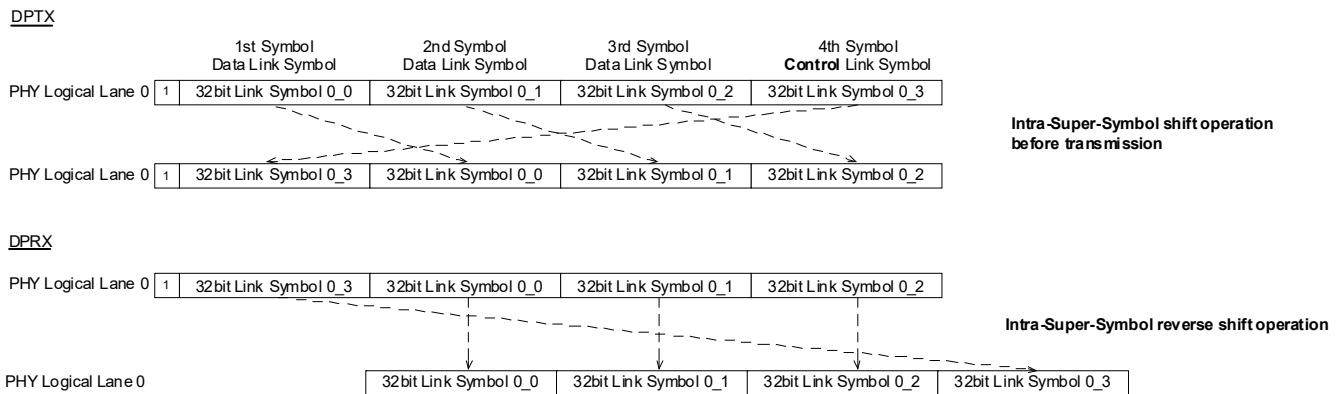 DPTX
1st Symbol
Data Link Symbol
2nd Symbol
Data Link Symbol
3rd Symbol
Data Link Symbol
4th Symbol
Control Link Symbol
PHY Logical Lane 0 1 32bit Link Symbol 0_0 32bit Link Symbol 0_1 32bit Link Symbol 0_2 32bit Link Symbol 0_3
Intra-Super-Symbol shift operation
before transmission
PHY Logical Lane 0 1 32bit Link Symbol 0_3 32bit Link Symbol 0_0 32bit Link Symbol 0_1 32bit Link Symbol 0_2
DPRX
PHY Logical Lane 0 1 32bit Link Symbol 0_3 32bit Link Symbol 0_0 32bit Link Symbol 0_1 32bit Link Symbol 0_2
Intra-Super-Symbol reverse shift operation
PHY Logical Lane 0 32bit Link Symbol 0_0 32bit Link Symbol 0_1 32bit Link Symbol 0_2 32bit Link Symbol 0_3